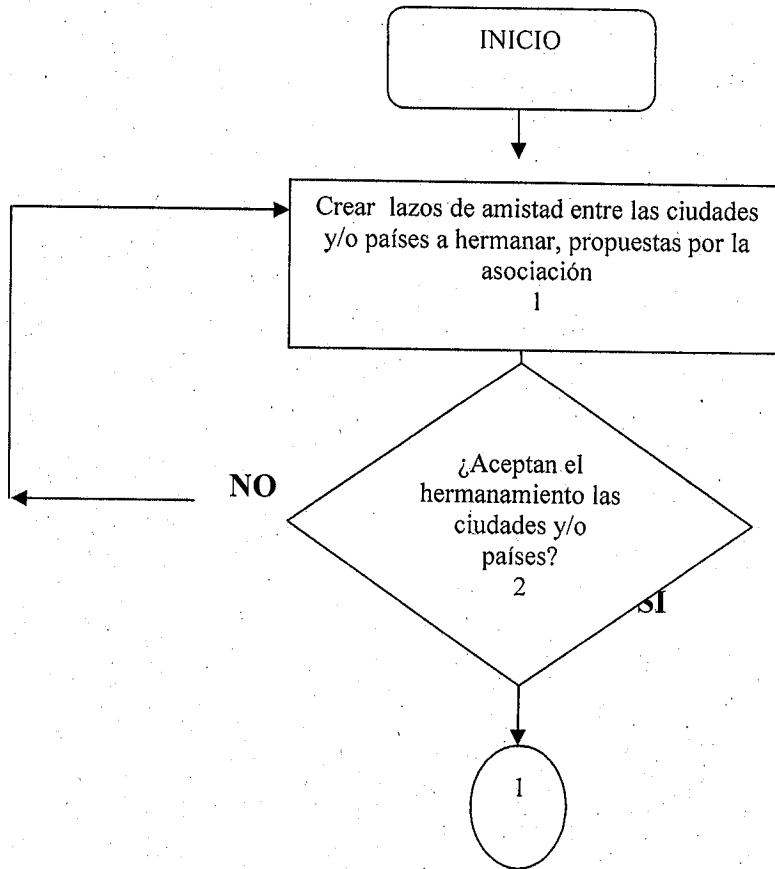 INICIO
Crear lazos de amistad entre las ciudades
y/o países a hermanar, propuestas por la
asociación
1
¿Aceptan el
hermanamiento las
ciudades y/o
países?
2
NO
SI
1